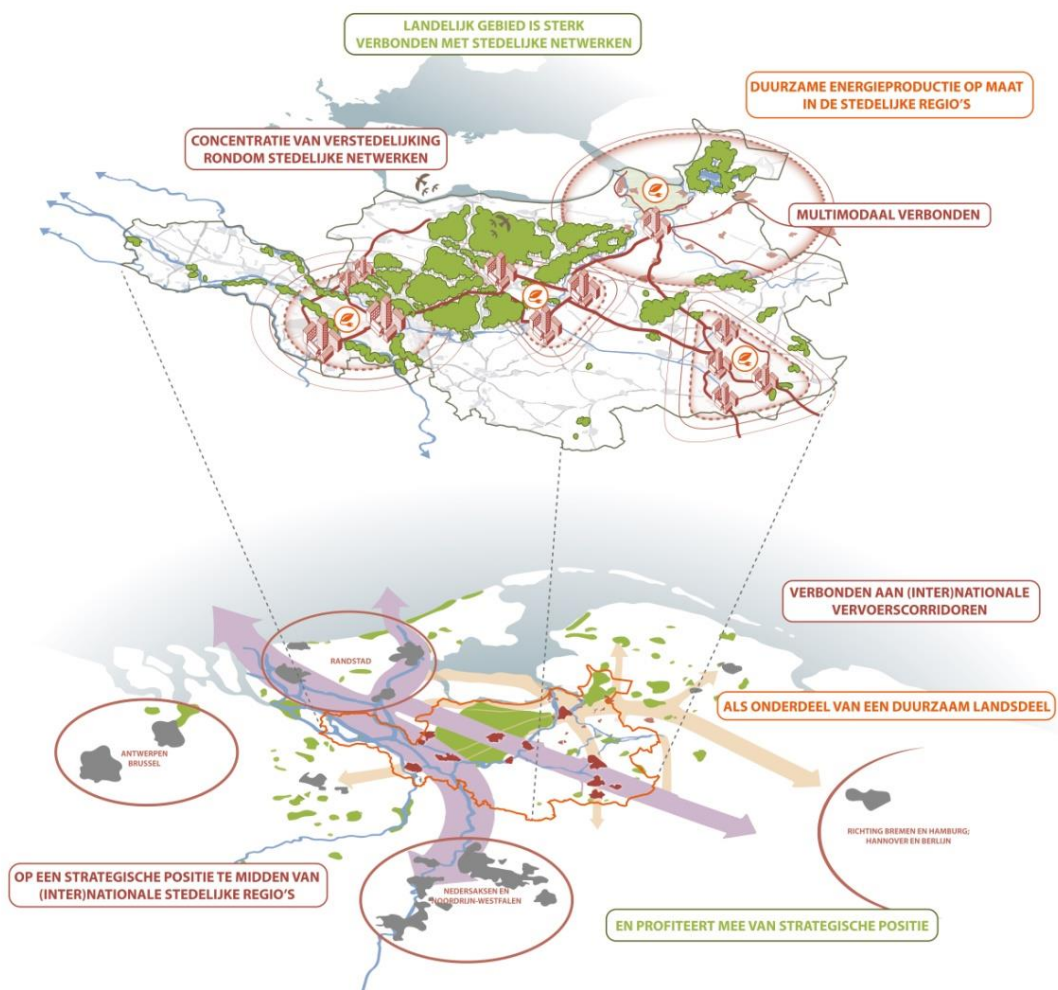 LANDELIJK GEBIED IS STERK
VERBONDEN MET STEDELIJKE NETWERKEN
DUURZAME ENERGIEPRODUCTIE OP MAAT
IN DE STEDELIJKE REGIO'S
CONCENTRATIE VAN VERSTEDELIJKING
RONDOM STEDELIJKE NETWERKEN
MULTIMODAAL VERBONDEN
VERBONDEN AAN (INTER)NATIONALE
VERVOERSCORRIDOREN
RANDSTAD
ALS ONDERDEEL VAN EEN DUURZAAM LANDSDEEL
ANTWERPEN
BRUSSEL
RICHTING BREMEN EN HAMBURG;
HANNOVER EN BERLIJN
OP EEN STRATEGISCHE POSITIE TE MIDDEN VAN
(INTER)NATIONALE STEDELIJKE REGIO'S
NEDERSAKSEN EN
NOORDRIJN-WESTFALEN
EN PROFITEERT MEE VAN STRATEGISCHE POSITIE